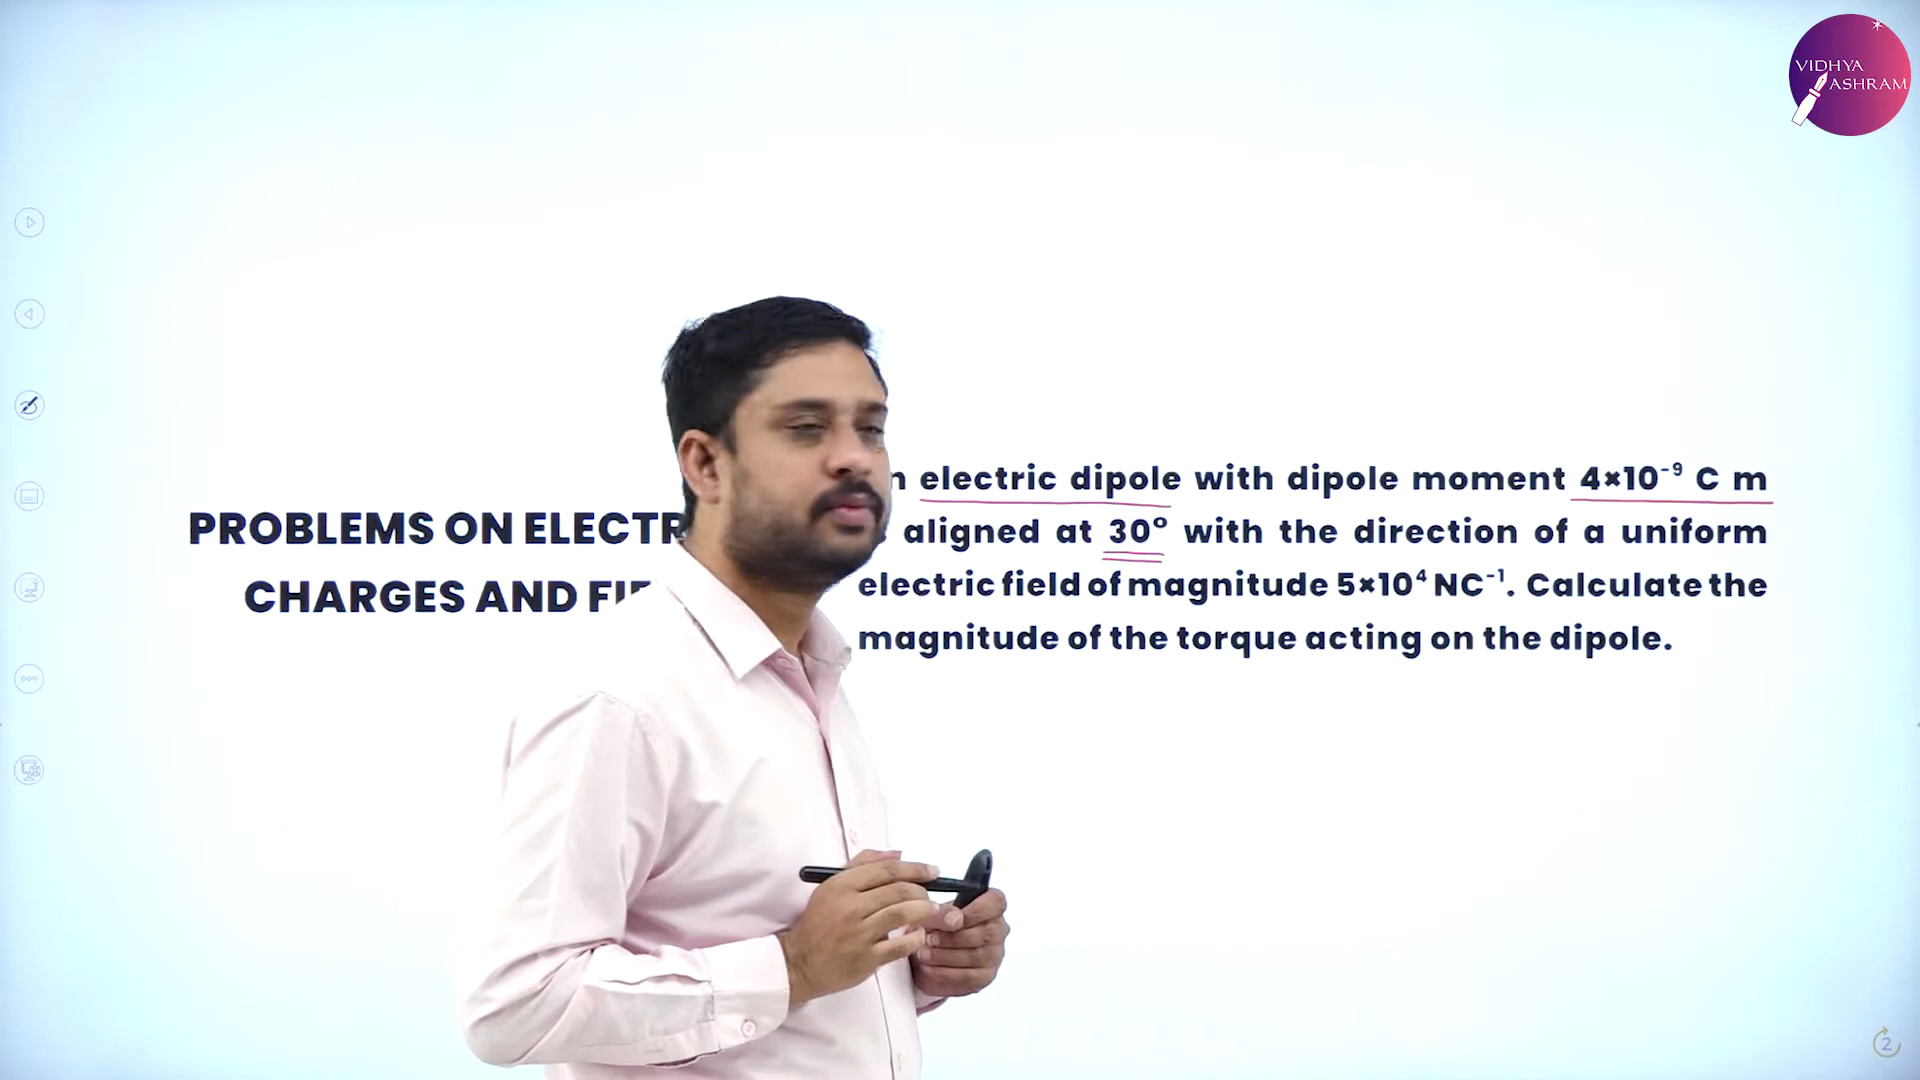 VIDHYA
ASHRAM
PROBLEMS ON
CHARGES AND
electric dipole with dipole moment 4×10⁻⁹ C m
aligned at 30° with the direction of a uniform
electric field of magnitude 5×10⁴ NC⁻¹. Calculate the
magnitude of the torque acting on the dipole.
2